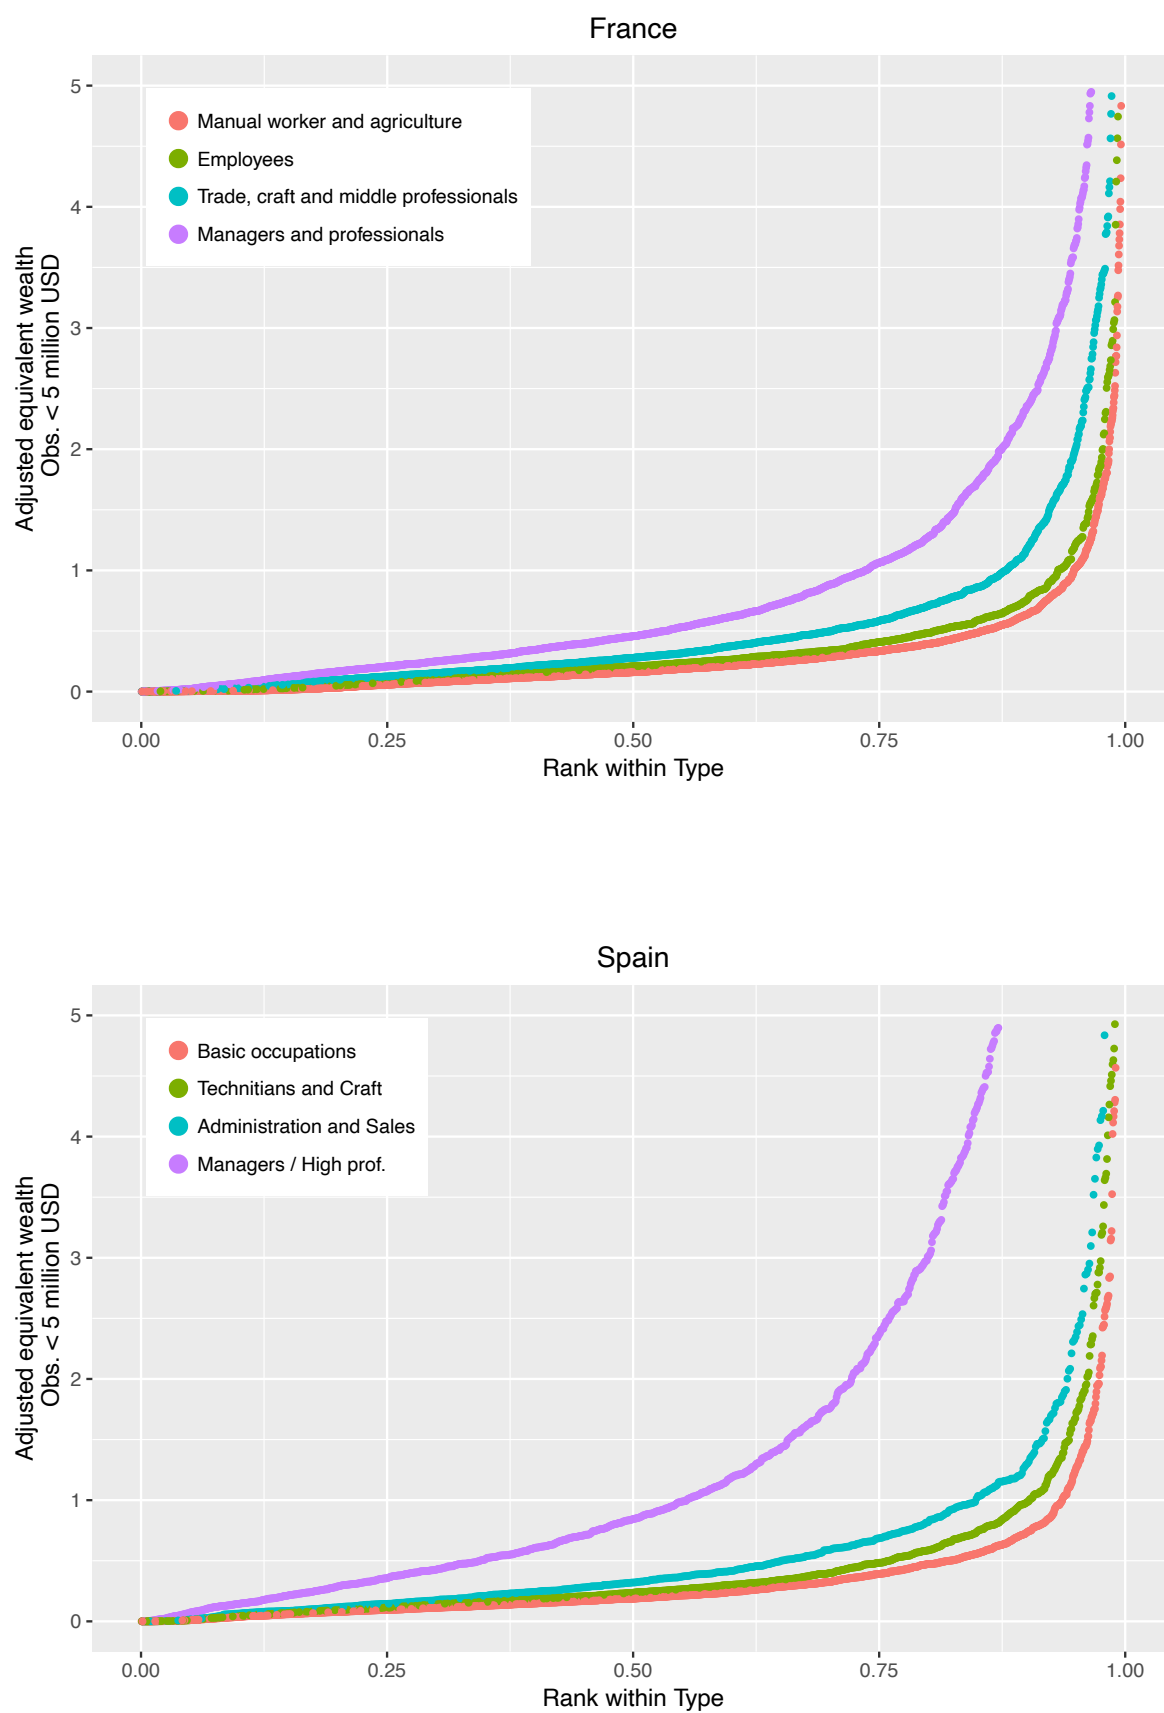 France
5
4
3
2
1
0
Adjusted equivalent wealth
Obs. < 5 million USD
Manual worker and agriculture
Employees
Trade, craft and middle professionals
Managers and professionals
0.00 0.25 0.50 0.75 1.00
Rank within Type
Spain
5
4
3
2
1
0
Adjusted equivalent wealth
Obs. < 5 million USD
Basic occupations
Technitians and Craft
Administration and Sales
Managers / High prof.
0.00 0.25 0.50 0.75 1.00
Rank within Type